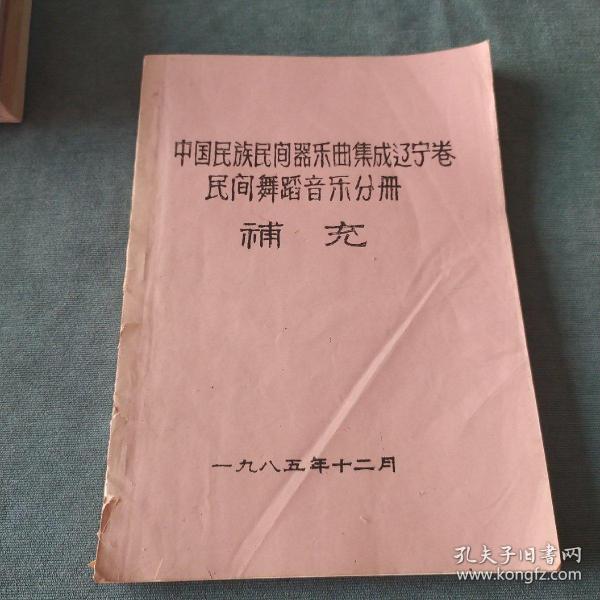 中国民族民间器乐曲集成辽宁卷
民间舞蹈音乐分册
補充
一九八五年十二月
孔夫子旧书网
www.kongfz.com